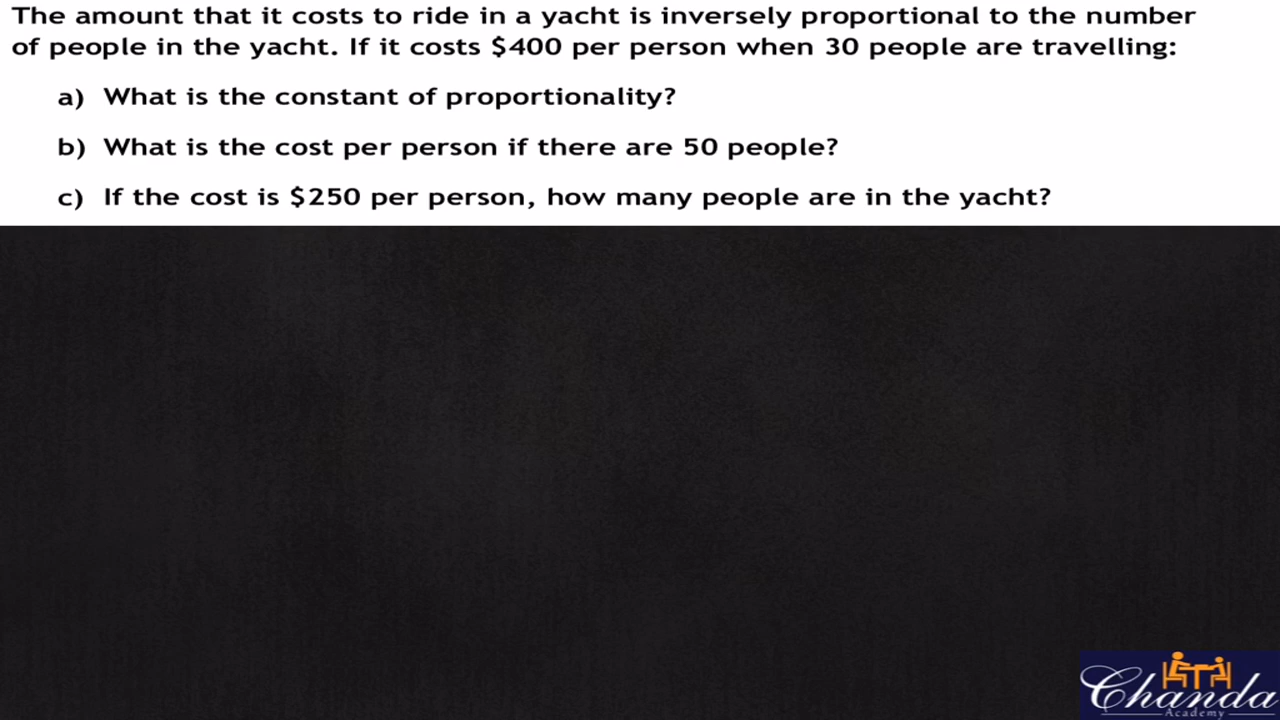 The amount that it costs to ride in a yacht is inversely proportional to the number
of people in the yacht. If it costs $400 per person when 30 people are travelling:
a) What is the constant of proportionality?
b) What is the cost per person if there are 50 people?
c) If the cost is $250 per person, how many people are in the yacht?
Chanda
Academy